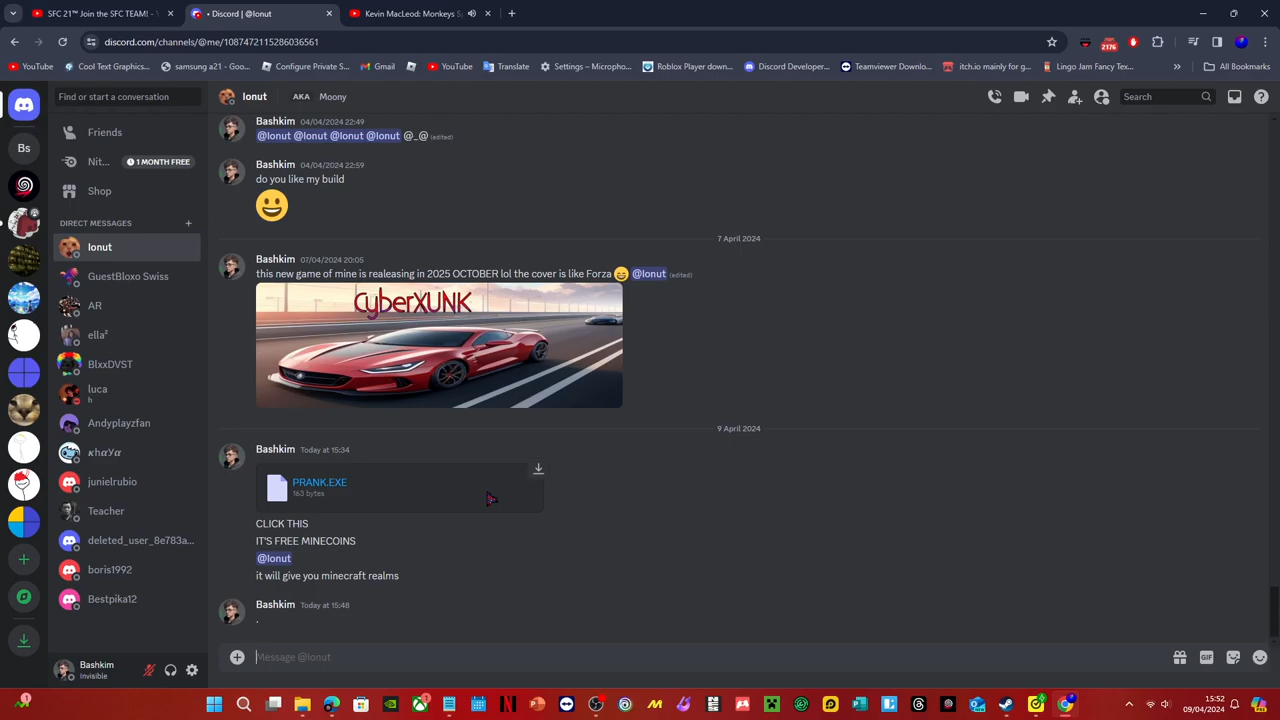 SFC 21™ Join the SFC TEAM! -
• Discord | @Ionut
Kevin MacLeod: Monkeys S
discord.com/channels/@me/1087472115286036561
2176
YouTube
Cool Text Graphics...
samsung a21 - Goo...
Configure Private S...
Gmail
YouTube
Translate
Settings – Micropho...
Roblox Player down...
Discord Developer...
Teamviewer Downlo...
itch.io mainly for g...
Lingo Jam Fancy Tex...
All Bookmarks
Find or start a conversation
Ionut
AKA
Moony
Search
Friends
Nit...
1 MONTH FREE
Shop
DIRECT MESSAGES
Bs
Ionut
GuestBloxo Swiss
AR
ella²
BlxxDVST
luca
h
Andyplayzfan
κhαYα
junielrubio
Teacher
deleted_user_8e783a...
boris1992
Bestpika12
Bashkim
Invisible
Bashkim 04/04/2024 22:49
@Ionut @Ionut @Ionut @Ionut @_@ (edited)
Bashkim 04/04/2024 22:59
do you like my build
7 April 2024
Bashkim 07/04/2024 20:05
this new game of mine is realeasing in 2025 OCTOBER lol the cover is like Forza @Ionut (edited)
CyberXUNK
9 April 2024
Bashkim Today at 15:34
PRANK.EXE
163 bytes
CLICK THIS
IT'S FREE MINECOINS
@Ionut
it will give you minecraft realms
Bashkim Today at 15:48
.
Message @Ionut
GIF
15:52
09/04/2024